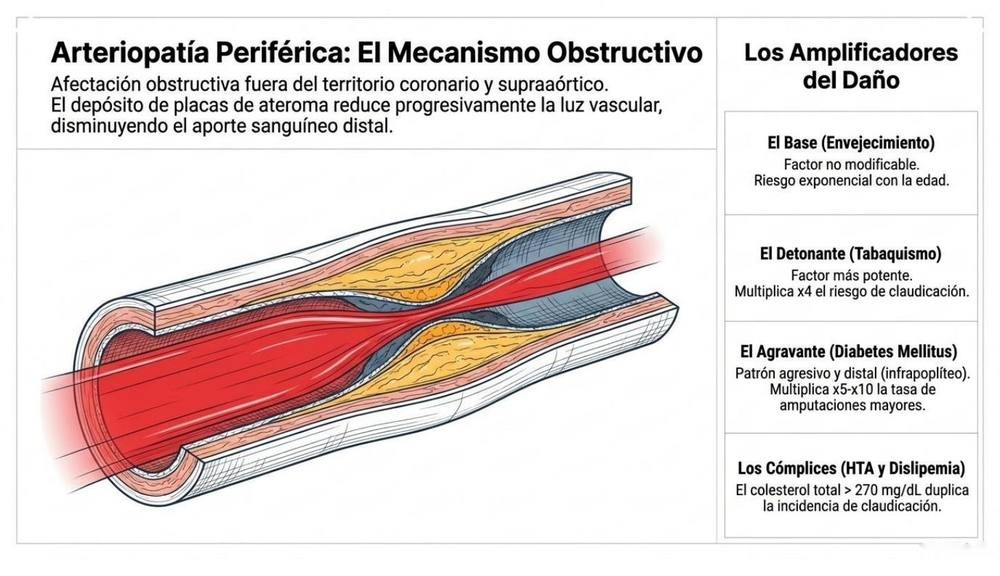 Arteriopatía Periférica: El Mecanismo Obstructivo
Afectación obstructiva fuera del territorio coronario y supraaórtico.
El depósito de placas de ateroma reduce progresivamente la luz vascular,
disminuyendo el aporte sanguíneo distal.
Los Amplificadores
del Daño
El Base (Envejecimiento)
Factor no modificable.
Riesgo exponencial con la edad.
El Detonante (Tabaquismo)
Factor más potente.
Multiplica x4 el riesgo de claudicación.
El Agravante (Diabetes Mellitus)
Patrón agresivo y distal (infrapoplíteo).
Multiplica x5-x10 la tasa de
amputaciones mayores.
Los Cómplices (HTA y Dislipemia)
El colesterol total > 270 mg/dL duplica
la incidencia de claudicación.